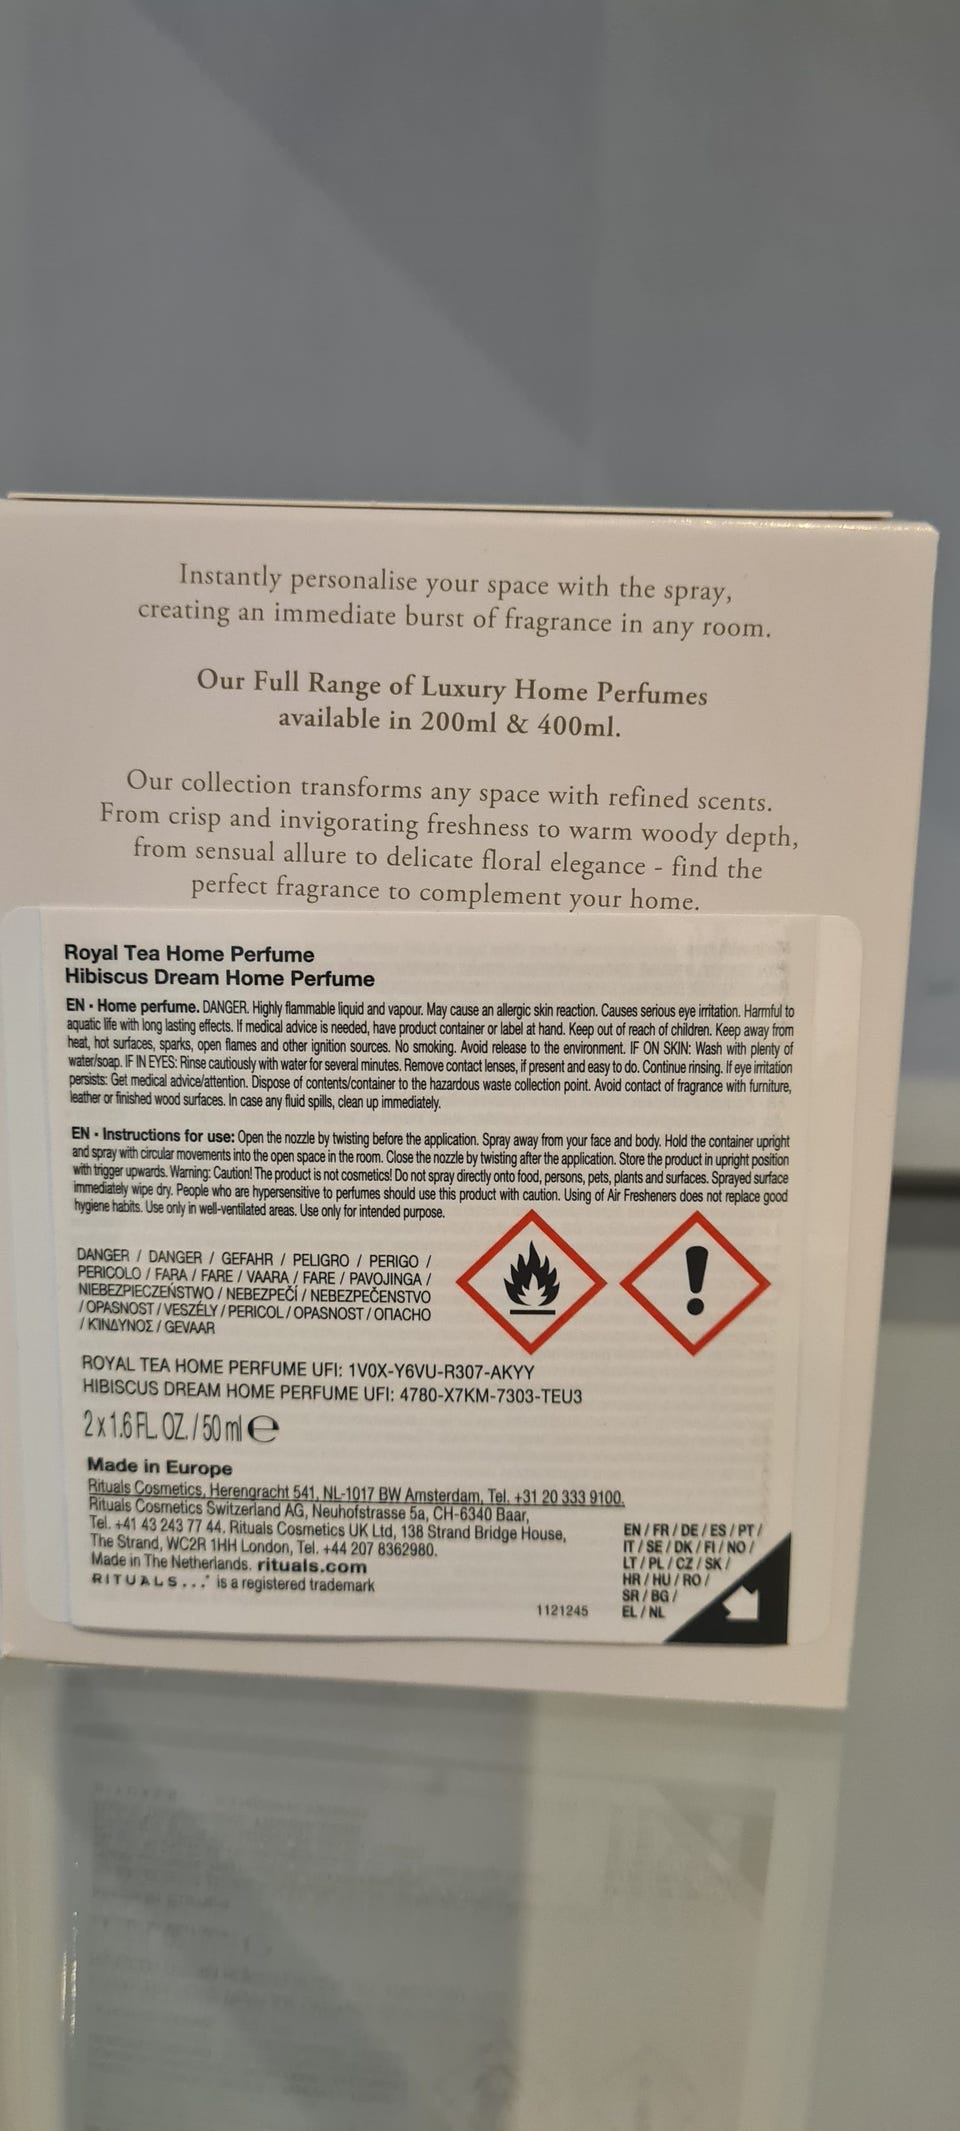 Instantly personalise your space with the spray,
creating an immediate burst of fragrance in any room.
Our Full Range of Luxury Home Perfumes
available in 200ml & 400ml.
Our collection transforms any space with refined scents.
From crisp and invigorating freshness to warm woody depth,
from sensual allure to delicate floral elegance - find the
perfect fragrance to complement your home.
Royal Tea Home Perfume
Hibiscus Dream Home Perfume
EN • Home perfume. DANGER. Highly flammable liquid and vapour. May cause an allergic skin reaction. Causes serious eye irritation. Harmful to
aquatic life with long lasting effects. If medical advice is needed, have product container or label at hand. Keep out of reach of children. Keep away from
heat, hot surfaces, sparks, open flames and other ignition sources. No smoking. Avoid release to the environment. IF ON SKIN: Wash with plenty of
water/soap. IF IN EYES: Rinse cautiously with water for several minutes. Remove contact lenses, if present and easy to do. Continue rinsing. If eye irritation
persists: Get medical advice/attention. Dispose of contents/container to the hazardous waste collection point. Avoid contact of fragrance with furniture,
leather or finished wood surfaces. In case any fluid spills, clean up immediately.
EN • Instructions for use: Open the nozzle by twisting before the application. Spray away from your face and body. Hold the container upright
and spray with circular movements into the open space in the room. Close the nozzle by twisting after the application. Store the product in upright position
with trigger upwards. Warning: Caution! The product is not cosmetics! Do not spray directly onto food, persons, pets, plants and surfaces. Sprayed surface
immediately wipe dry. People who are hypersensitive to perfumes should use this product with caution. Using of Air Fresheners does not replace good
hygiene habits. Use only in well-ventilated areas. Use only for intended purpose.
DANGER / DANGER / GEFAHR / PELIGRO / PERIGO /
PERICOLO / FARA / FARE / VAARA / FARE / PAVOJINGA /
NIEBEZPIECZEŃSTWO / NEBEZPEČÍ / NEBEZPEČENSTVO
/ OPASNOST / VESZÉLY / PERICOL / OPASNOST / ОПАСНО
/ ΚΊΝΔΥΝΟΣ / GEVAAR
ROYAL TEA HOME PERFUME UFI: 1V0X-Y6VU-R307-AKYY
HIBISCUS DREAM HOME PERFUME UFI: 4780-X7KM-7303-TEU3
2 x 1.6 FL. OZ. / 50 ml ℮
Made in Europe
Rituals Cosmetics, Herengracht 541, NL-1017 BW Amsterdam, Tel. +31 20 333 9100.
Rituals Cosmetics Switzerland AG, Neuhofstrasse 5a, CH-6340 Baar,
Tel. +41 43 243 77 44. Rituals Cosmetics UK Ltd, 138 Strand Bridge House,
The Strand, WC2R 1HH London, Tel. +44 207 8362980.
Made in The Netherlands. rituals.com
RITUALS...® is a registered trademark
1121245
EN / FR / DE / ES / PT /
IT / SE / DK / FI / NO /
LT / PL / CZ / SK /
HR / HU / RO /
SR / BG /
EL / NL